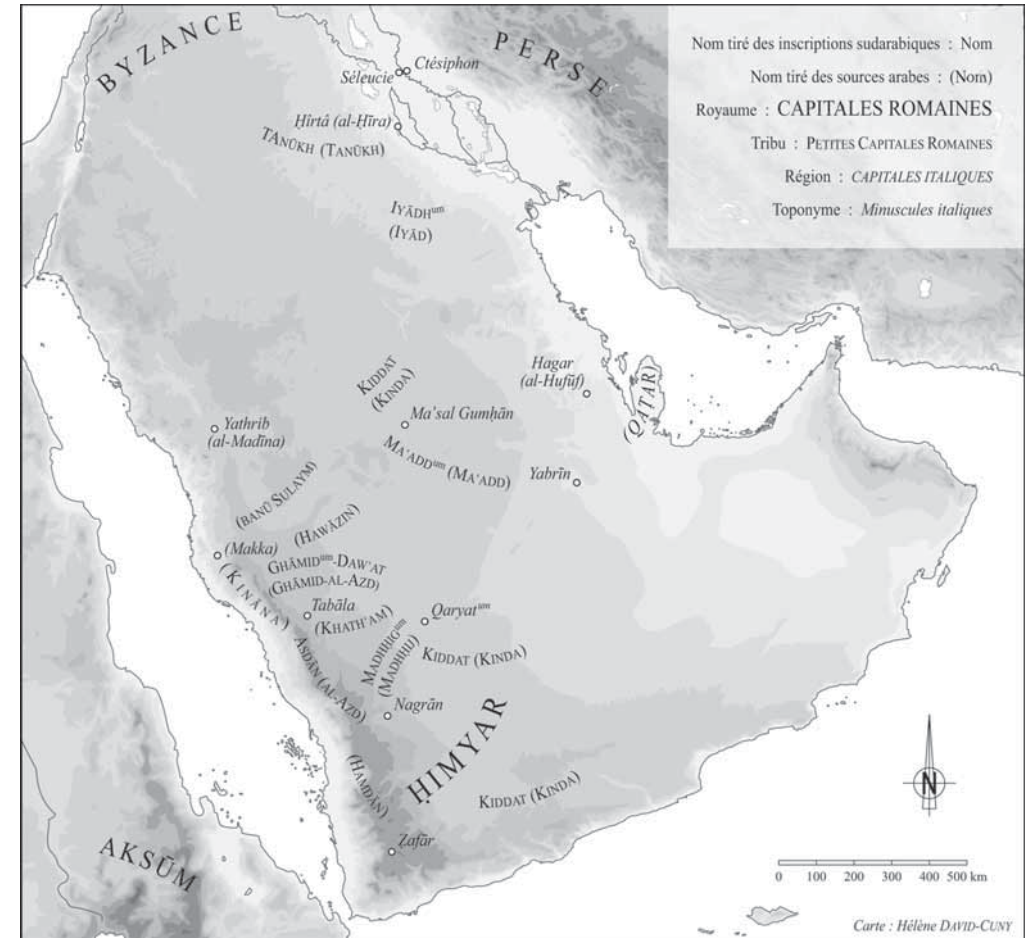 BYZANCE
PERSE
Nom tiré des inscriptions sudarabiques : Nom
Nom tiré des sources arabes : (Nom)
Royaume : CAPITALES ROMAINES
Tribu : PETITES CAPITALES ROMAINES
Région : CAPITALES ITALIQUES
Toponyme : Minuscules italiques
Ctésiphon
Séleucie
Ḥīrtâ (al-Ḥīra)
TANŪKH (TANŪKH)
IYĀDHum
(IYĀD)
KIDDAT
(KINDA)
Hagar
(al-Hufūf)
(QATAR)
Ma'sal Gumḥān
Yathrib
(al-Madīna)
MA'ADDum (MA'ADD)
Yabrīn
(BANŪ SULAYM)
(HAWĀZIN)
(Makka)
GHĀMIDum-DAW'AT
(GHĀMID-AL-AZD)
(KINĀNA)
Tabāla
(KHATH'AM)
Qaryatum
MADHḤIGum
(MADHḤIJ)
KIDDAT (KINDA)
ASDĀN (AL-AZD)
Nagrān
ḤIMYAR
(HAMDĀN)
KIDDAT (KINDA)
Ẓafār
AKSŪM
N
0 100 200 400 500 km
Carte : Hélène DAVID-CUNY